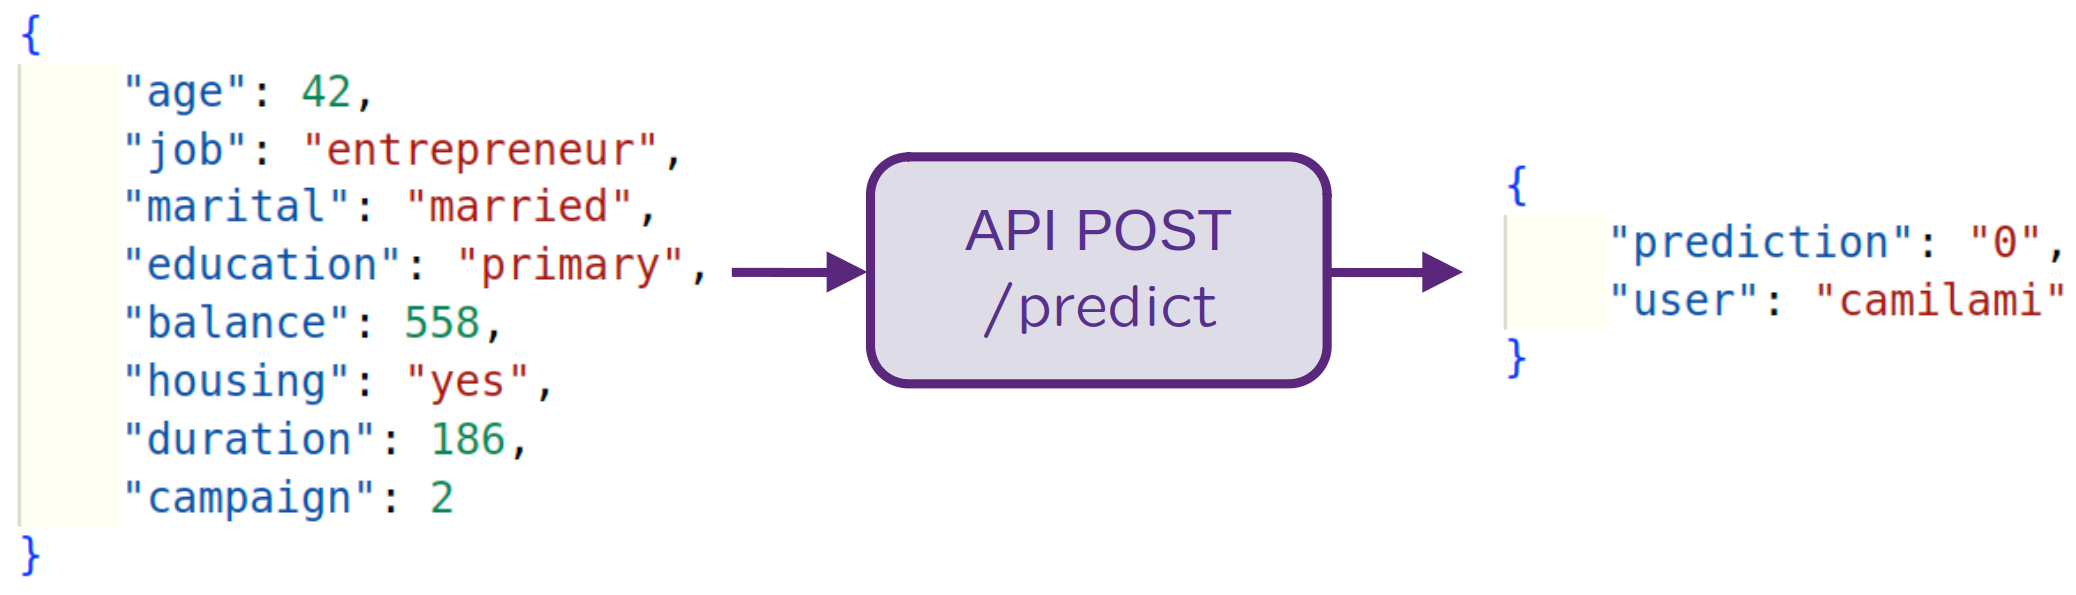 {
"age": 42,
"job": "entrepreneur",
"marital": "married",
"education": "primary",
"balance": 558,
"housing": "yes",
"duration": 186,
"campaign": 2
}
API POST
/predict
{
"prediction": "0",
"user": "camilami"
}